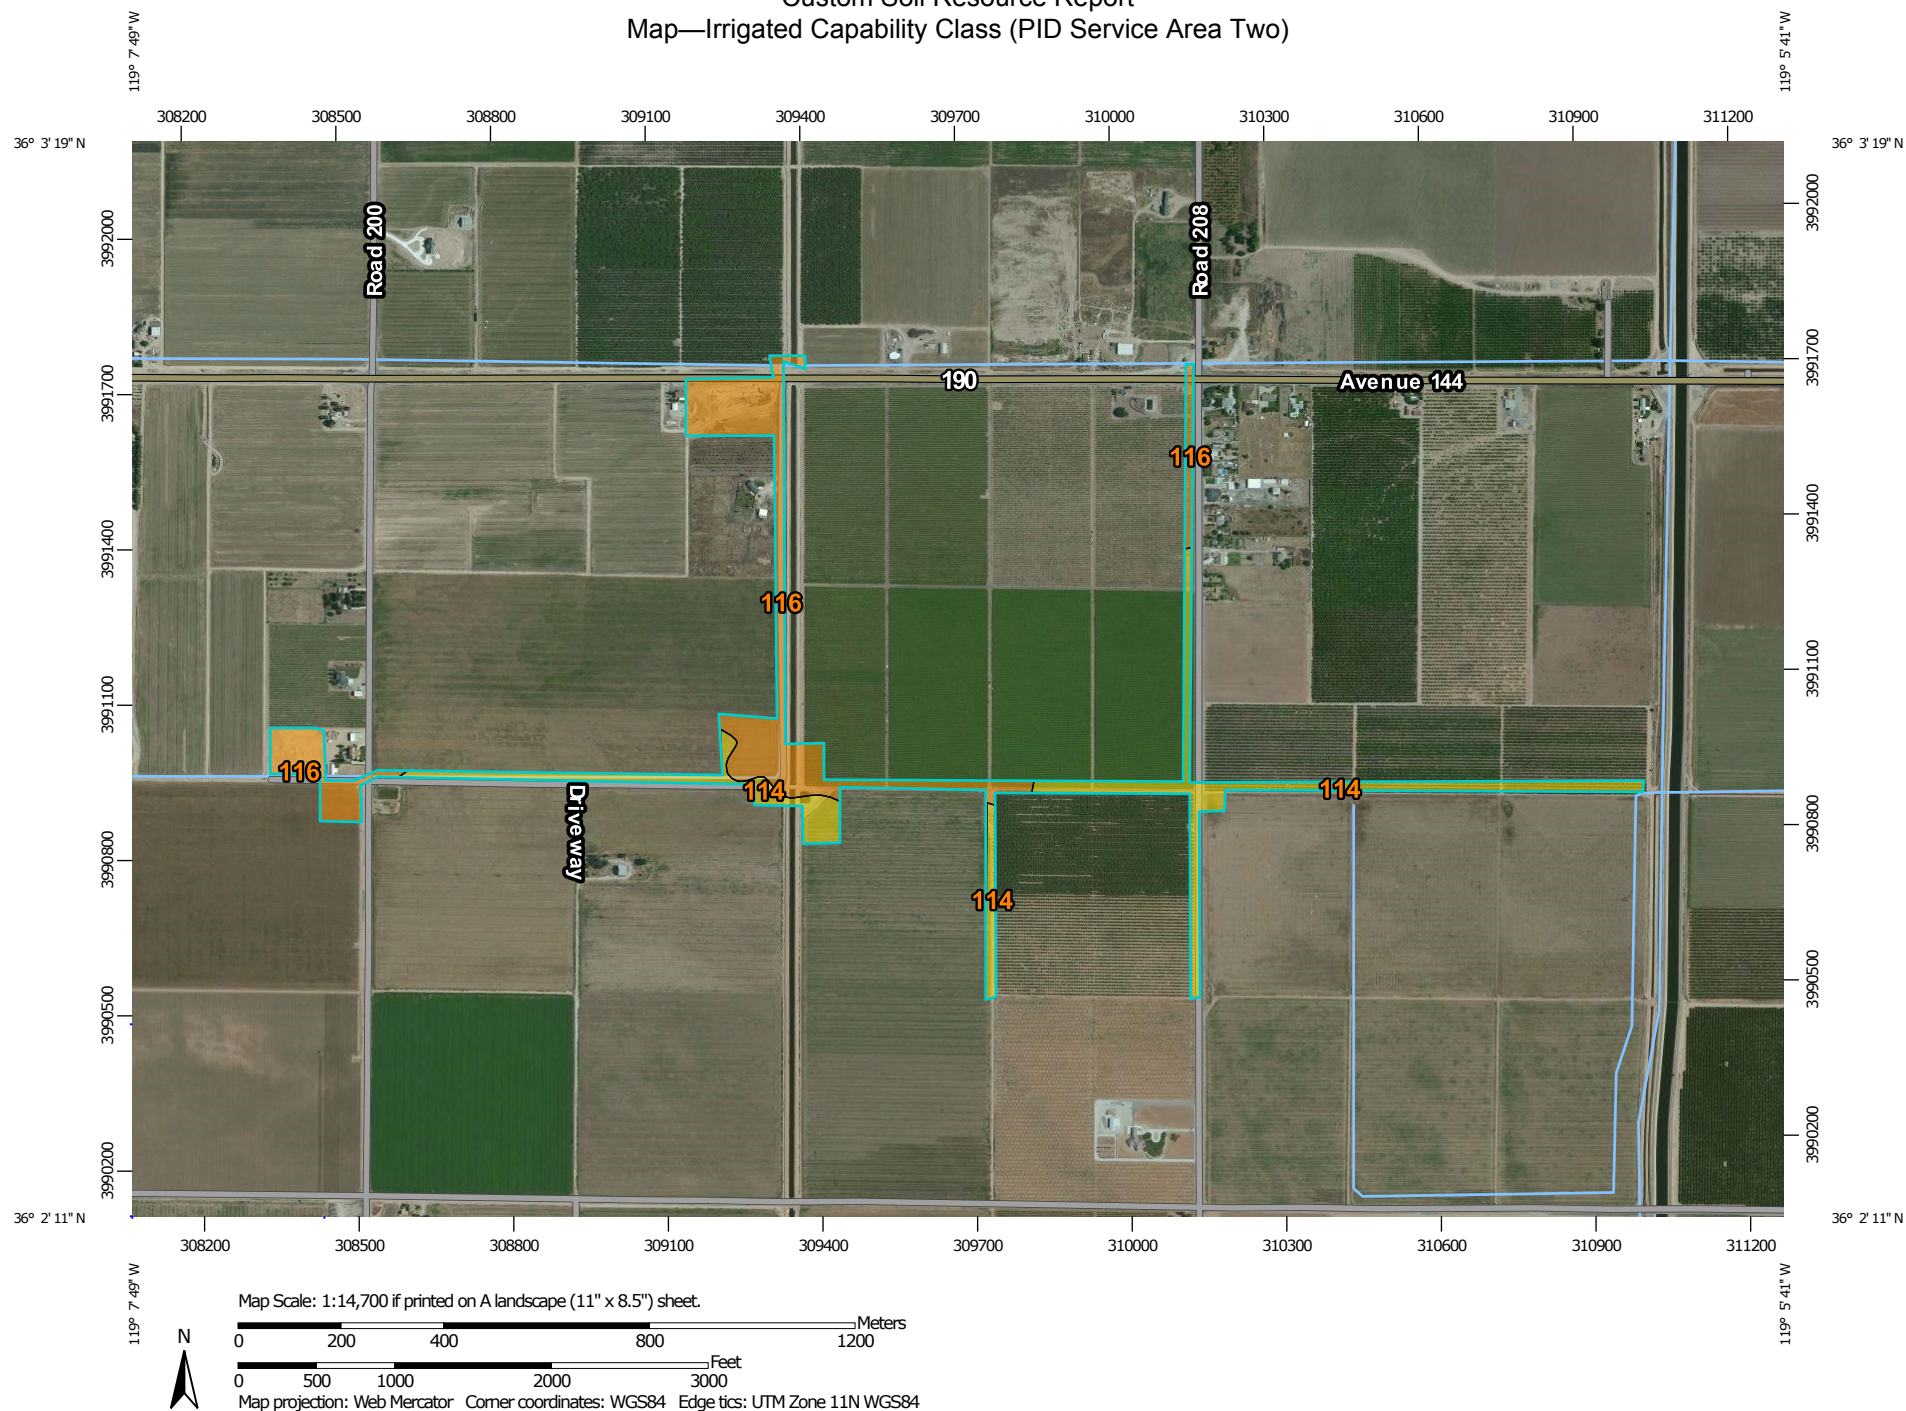 Custom Soil Resource Report
Map—Irrigated Capability Class (PID Service Area Two)
119° 7' 49" W
119° 5' 41" W
308200 308500 308800 309100 309400 309700 310000 310300 310600 310900 311200
36° 3' 19" N
36° 3' 19" N
3992000
3991700
3991400
3991100
3990800
3990500
3990200
3992000
3991700
3991400
3991100
3990800
3990500
3990200
Road 200
Road 208
190
Avenue 144
116
116
116
114
114
114
Driveway
36° 2' 11" N
36° 2' 11" N
308200 308500 308800 309100 309400 309700 310000 310300 310600 310900 311200
119° 7' 49" W
119° 5' 41" W
Map Scale: 1:14,700 if printed on A landscape (11" x 8.5") sheet.
N
Meters
0 200 400 800 1200
Feet
0 500 1000 2000 3000
Map projection: Web Mercator Corner coordinates: WGS84 Edge tics: UTM Zone 11N WGS84